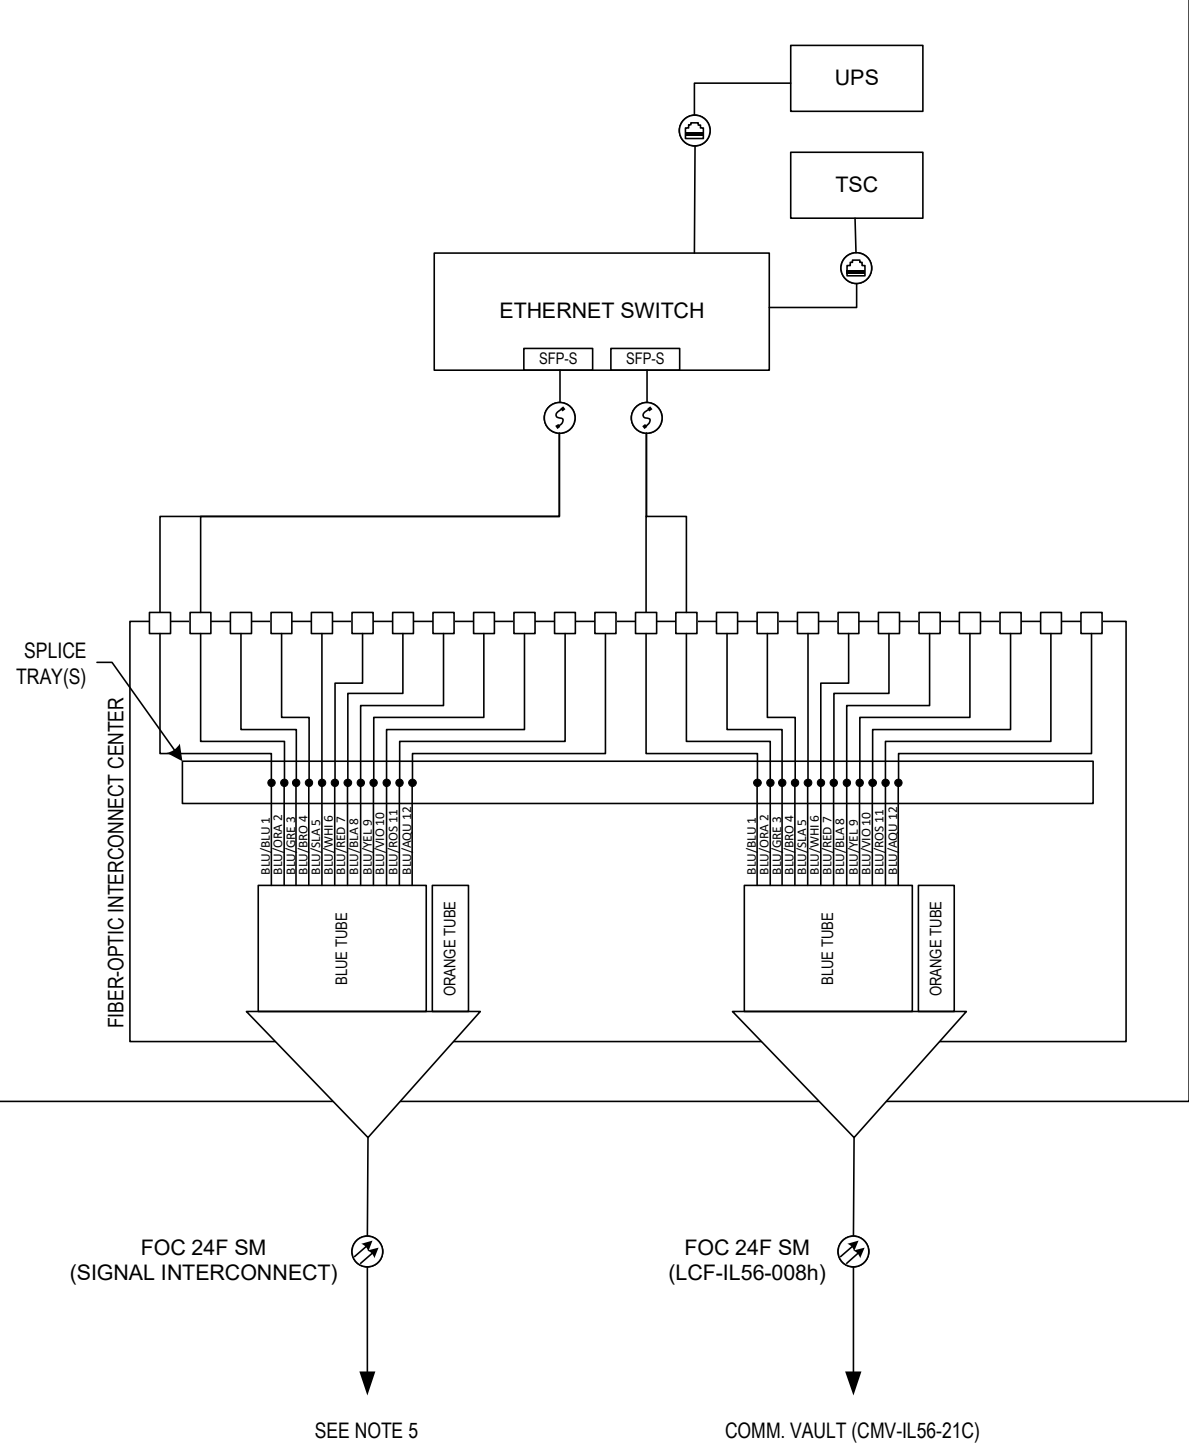 UPS
TSC
ETHERNET SWITCH
SFP-S
SFP-S
SPLICE
TRAY(S)
FIBER-OPTIC INTERCONNECT CENTER
BLU/BLU 1
BLU/ORA 2
BLU/GRE 3
BLU/BRO 4
BLU/SLA 5
BLU/WHI 6
BLU/RED 7
BLU/BLA 8
BLU/YEL 9
BLU/VIO 10
BLU/ROS 11
BLU/AQU 12
BLU/BLU 1
BLU/ORA 2
BLU/GRE 3
BLU/BRO 4
BLU/SLA 5
BLU/WHI 6
BLU/RED 7
BLU/BLA 8
BLU/YEL 9
BLU/VIO 10
BLU/ROS 11
BLU/AQU 12
BLUE TUBE
ORANGE TUBE
BLUE TUBE
ORANGE TUBE
FOC 24F SM
(SIGNAL INTERCONNECT)
FOC 24F SM
(LCF-IL56-008h)
SEE NOTE 5
COMM. VAULT (CMV-IL56-21C)